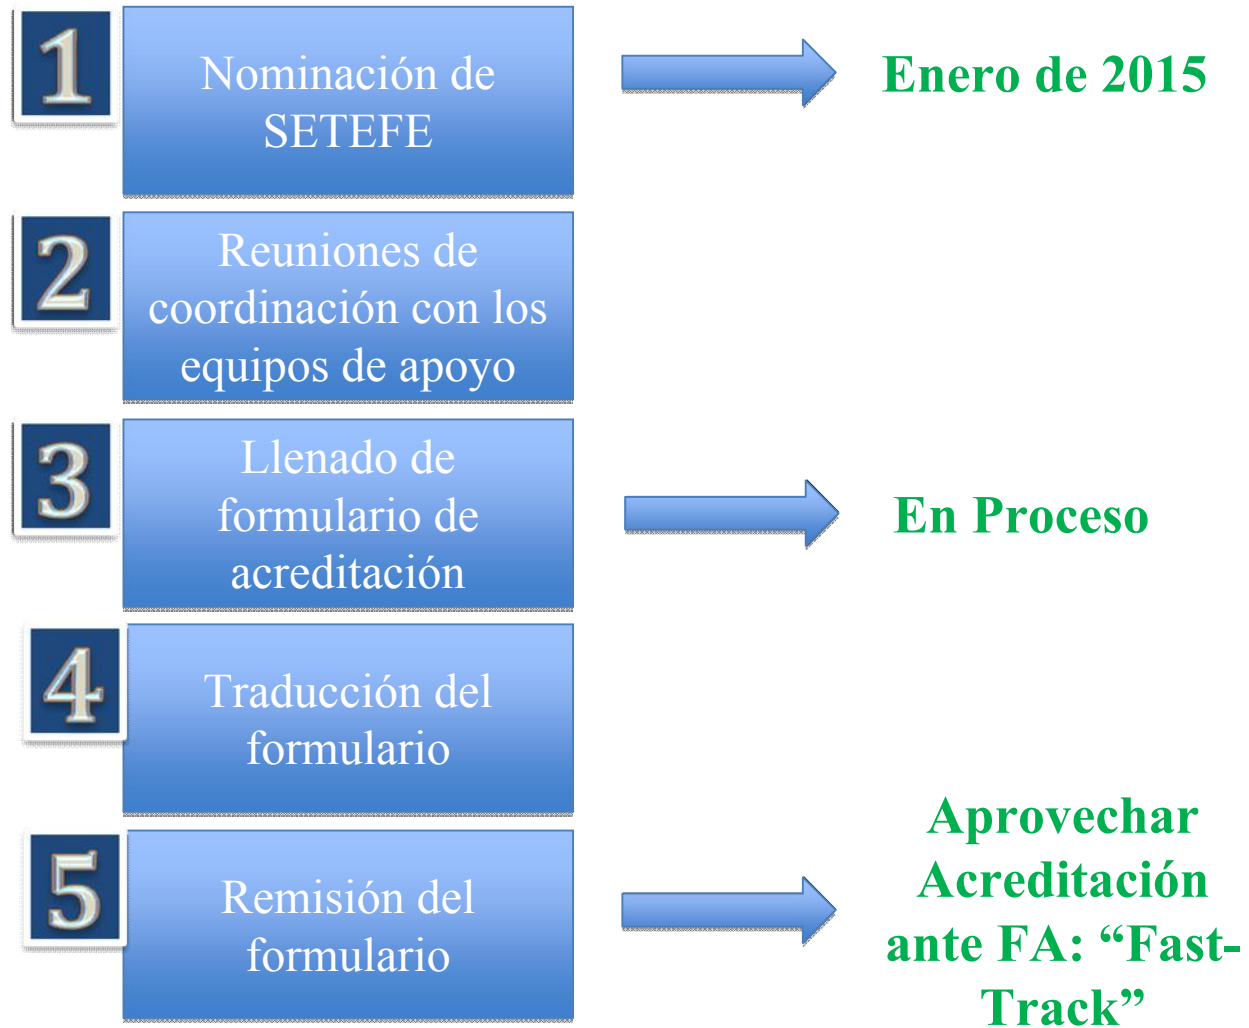 1
Nominación de
SETEFE
Enero de 2015
2
Reuniones de
coordinación con los
equipos de apoyo
3
Llenado de
formulario de
acreditación
En Proceso
4
Traducción del
formulario
5
Remisión del
formulario
Aprovechar
Acreditación
ante FA: “Fast-
Track”